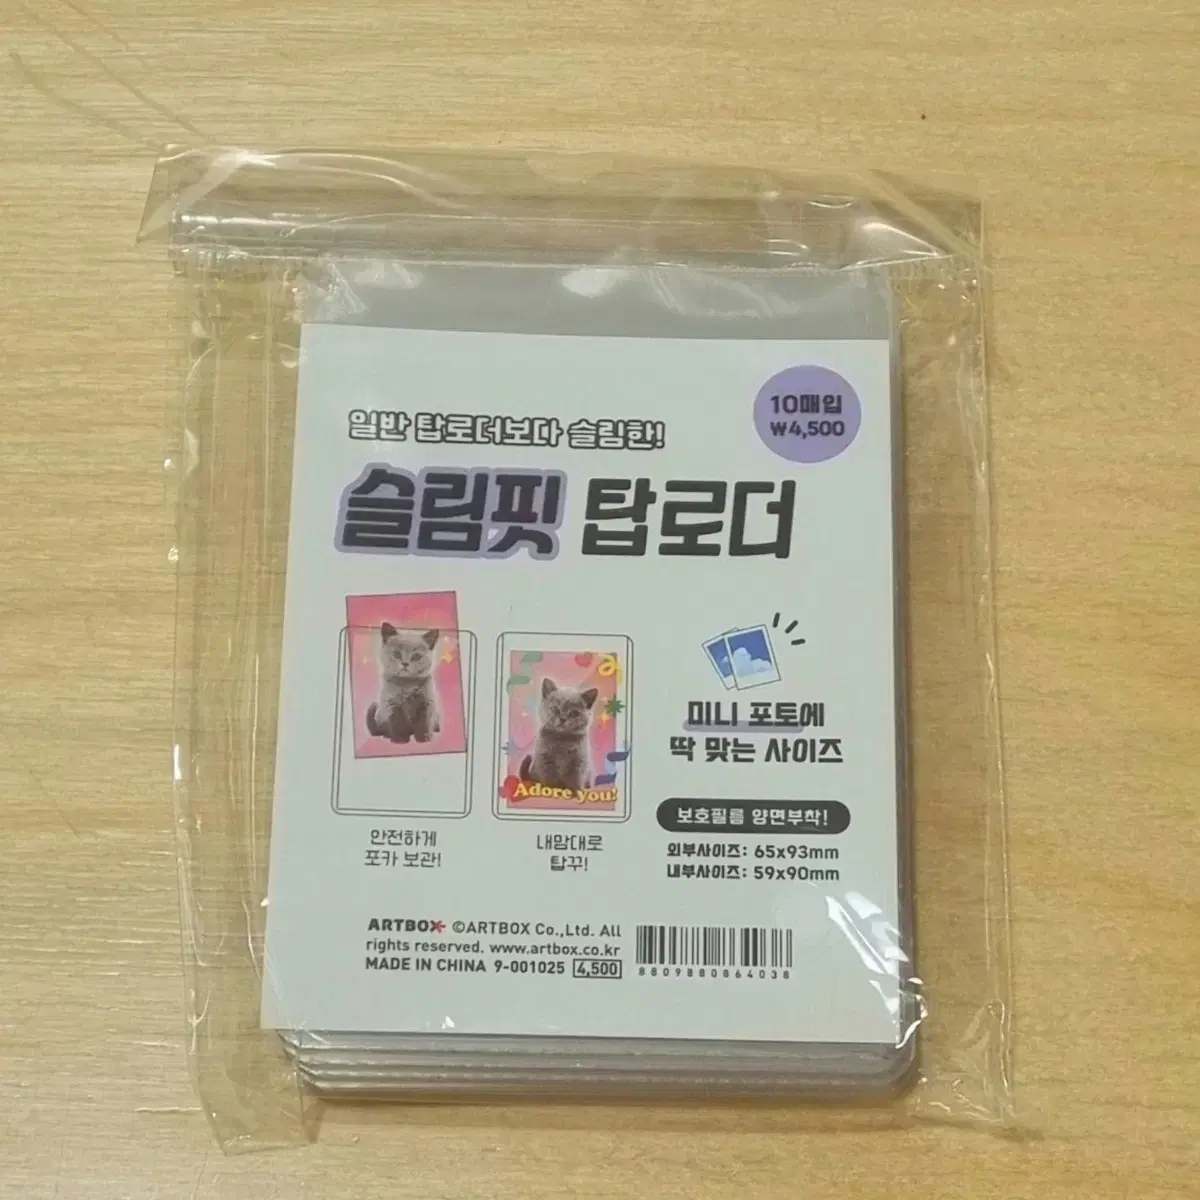 10매입
₩4,500
일반 탑로더보다 슬림한!
슬림핏 탑로더
Adore you!
안전하게
포카 보관!
내맘대로
탑꾸!
미니 포토에
딱 맞는 사이즈
보호필름 양면부착!
외부사이즈: 65x93mm
내부사이즈: 59x90mm
ARTBOX ©ARTBOX Co.,Ltd. All
rights reserved. www.artbox.co.kr
MADE IN CHINA 9-001025 4,500
8809880864038